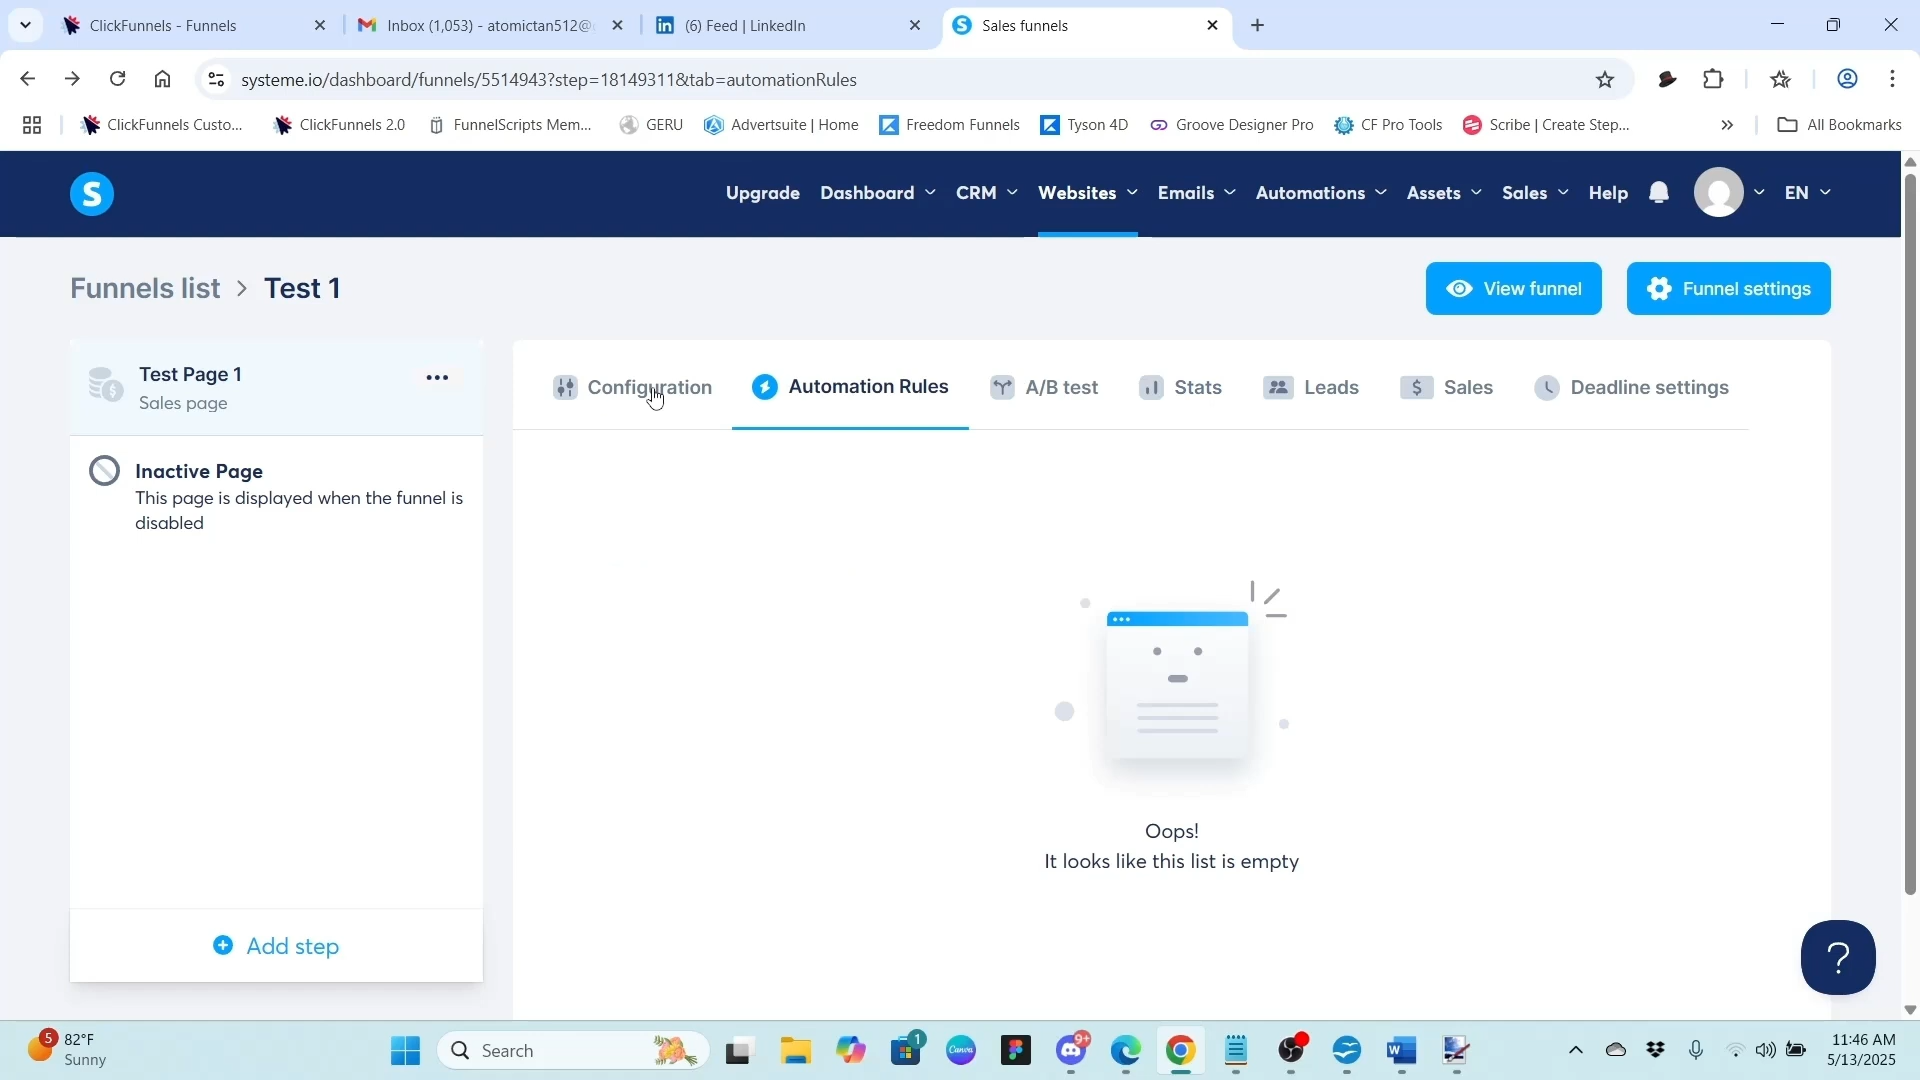 ClickFunnels - Funnels
Inbox (1,053) - atomictan512@
(6) Feed | LinkedIn
Sales funnels
systeme.io/dashboard/funnels/5514943?step=18149311&tab=automationRules
ClickFunnels Custo...
ClickFunnels 2.0
FunnelScripts Mem...
GERU
Advertsuite | Home
Freedom Funnels
Tyson 4D
Groove Designer Pro
CF Pro Tools
Scribe | Create Step...
All Bookmarks
S
Upgrade
Dashboard
CRM
Websites
Emails
Automations
Assets
Sales
Help
EN
Funnels list > Test 1
View funnel
Funnel settings
Test Page 1
Sales page
Configuration
Automation Rules
A/B test
Stats
Leads
Sales
Deadline settings
Inactive Page
This page is displayed when the funnel is
disabled
Oops!
It looks like this list is empty
Add step
?
5
82°F
Sunny
Search
1
Canva
9+
W
11:46 AM
5/13/2025